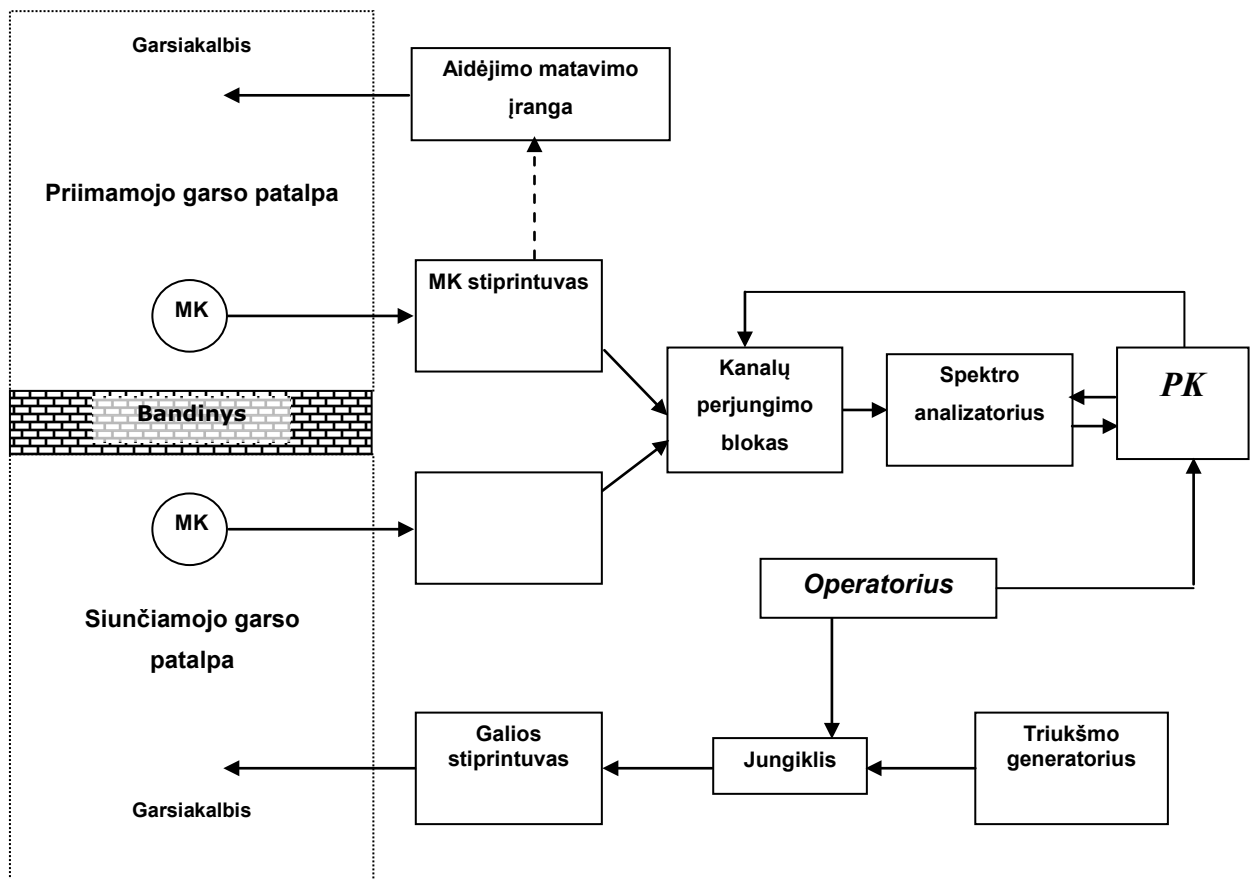 Garsiakalbis
Aidėjimo matavimo
įranga
Priimamojo garso patalpa
MK stiprintuvas
MK
Kanalų
perjungimo
blokas
Spektro
analizatorius
PK
Bandinys
MK
Operatorius
Siunčiamojo garso
patalpa
Galios
stiprintuvas
Jungiklis
Triukšmo
generatorius
Garsiakalbis